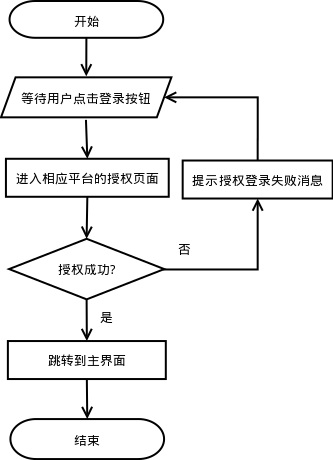 开始
等待用户点击登录按钮
进入相应平台的授权页面
提示授权登录失败消息
否
授权成功?
是
跳转到主界面
结束